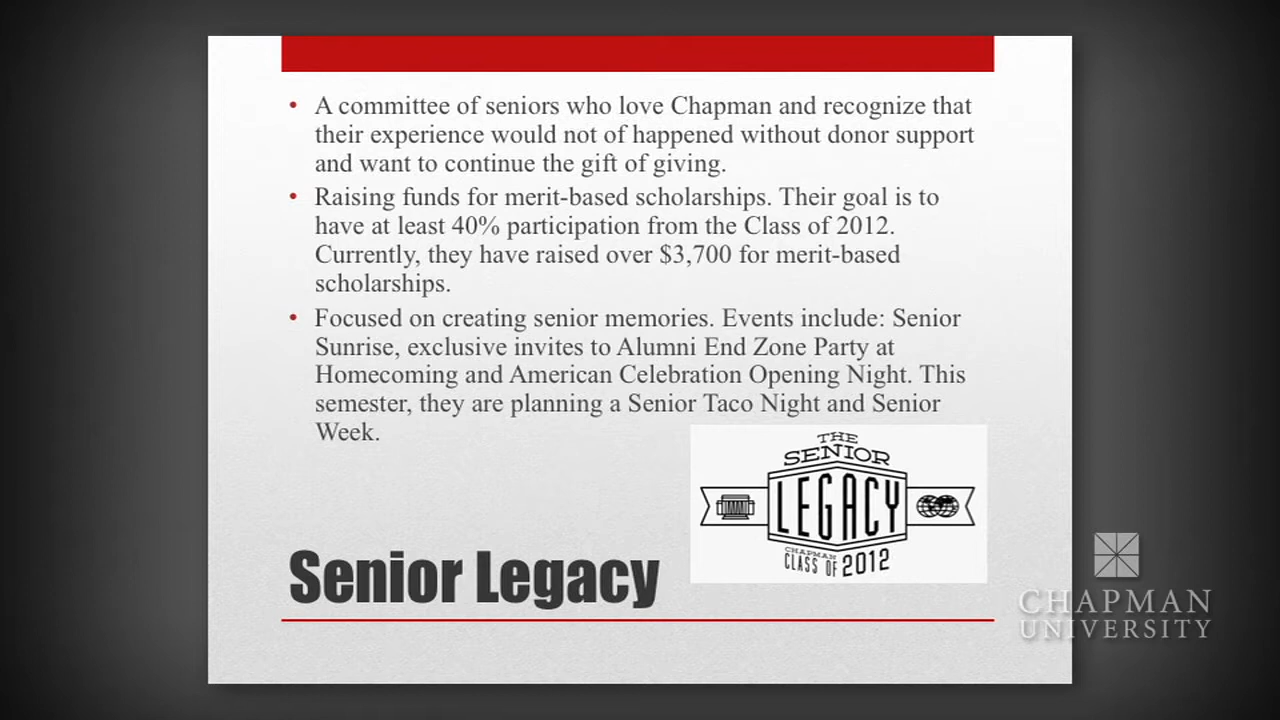 • A committee of seniors who love Chapman and recognize that
their experience would not of happened without donor support
and want to continue the gift of giving.
• Raising funds for merit-based scholarships. Their goal is to
have at least 40% participation from the Class of 2012.
Currently, they have raised over $3,700 for merit-based
scholarships.
• Focused on creating senior memories. Events include: Senior
Sunrise, exclusive invites to Alumni End Zone Party at
Homecoming and American Celebration Opening Night. This
semester, they are planning a Senior Taco Night and Senior
Week.
THE
SENIOR
LEGACY
CHAPMAN
CLASS OF 2012
Senior Legacy
CHAPMAN
UNIVERSITY